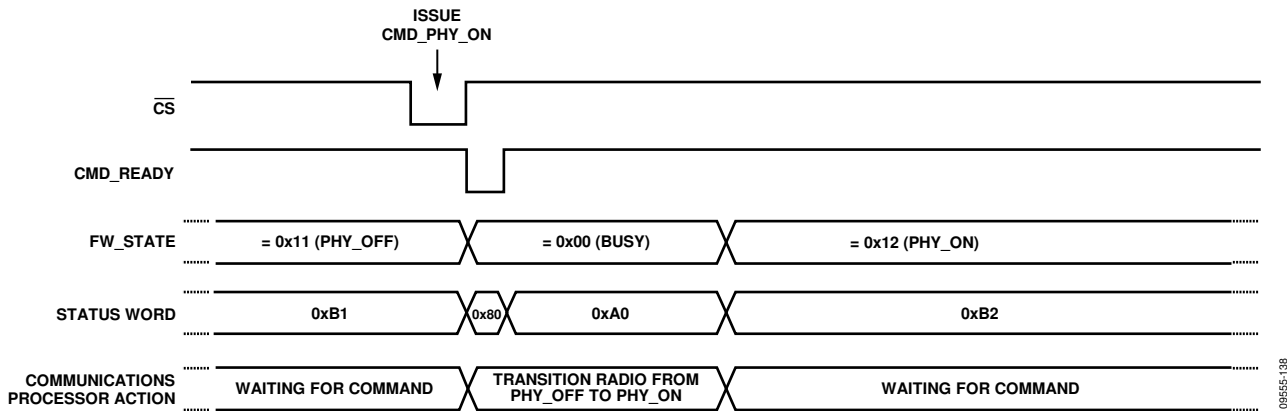 ISSUE
CMD_PHY_ON
CS
CMD_READY
FW_STATE
= 0x11 (PHY_OFF)
= 0x00 (BUSY)
= 0x12 (PHY_ON)
STATUS WORD
0xB1
0x80
0xA0
0xB2
COMMUNICATIONS
PROCESSOR ACTION
WAITING FOR COMMAND
TRANSITION RADIO FROM
PHY_OFF TO PHY_ON
WAITING FOR COMMAND
09555-138